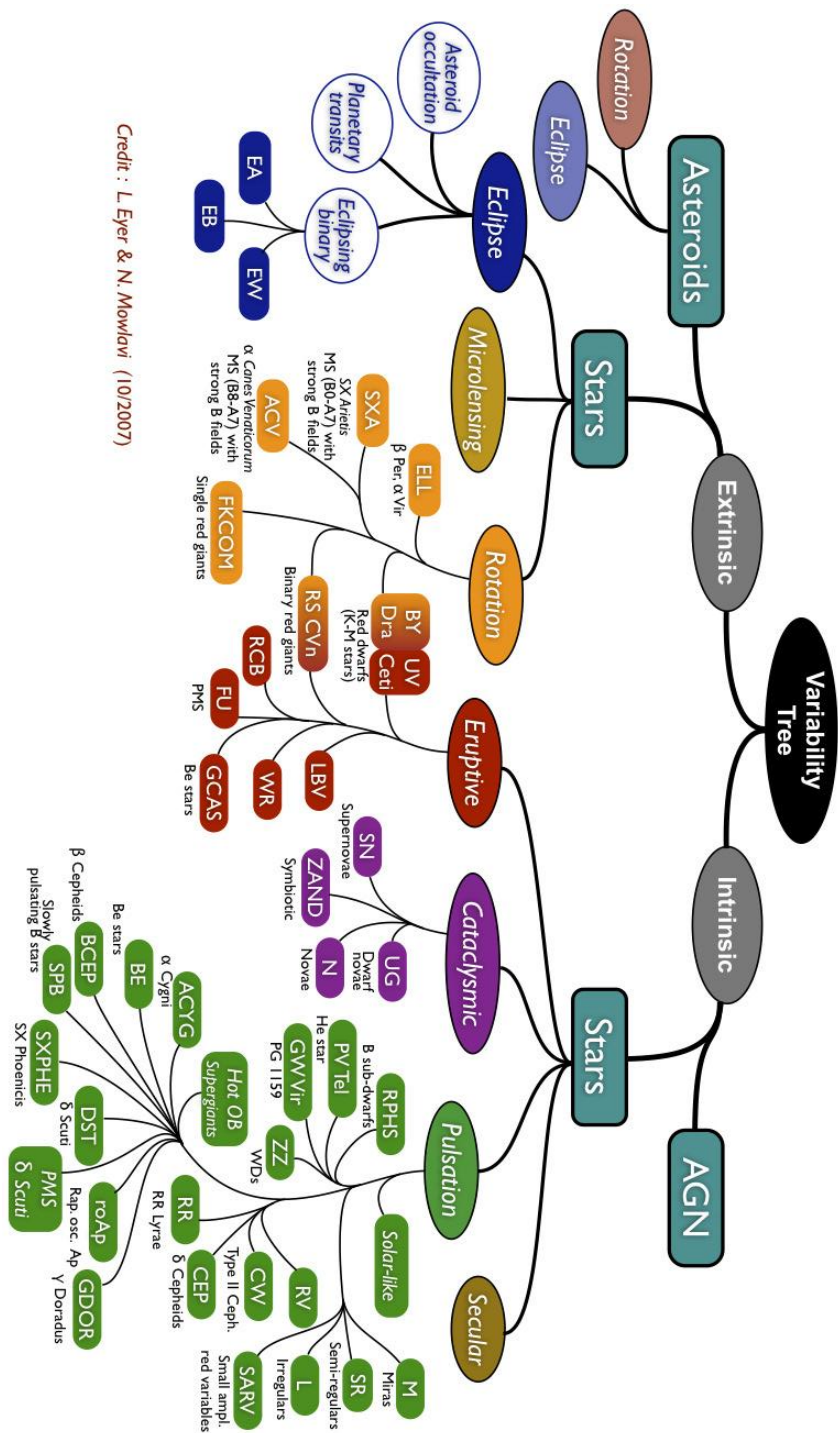 Variability
Tree
Extrinsic
Intrinsic
Asteroids
Stars
Stars
AGN
Rotation
Eclipse
Eclipse
Microlensing
Rotation
Eruptive
Cataclysmic
Pulsation
Secular
Asteroid
occultation
Planetary
transits
Eclipsing
binary
EA
EB
EW
ELL
β Per, α Vir
SXA
SX Arietis
MS (B0-A7) with
strong B fields
ACV
α Canes Venaticorum
MS (B8-A7) with
strong B fields
FKCOM
Single red giants
BY
Dra
UV
Ceti
Red dwarfs
(K-M stars)
RS CVn
Binary red giants
RCB
FU
PMS
GCAS
Be stars
WR
LBV
SN
Supernovae
ZAND
Symbiotic
N
Novae
UG
Dwarf
novae
RPHS
B sub-dwarfs
PV Tel
He star
GWVir
PG 1159
ZZ
WDs
Solar-like
M
Miras
SR
Semi-regulars
L
Irregulars
SARV
Small ampl.
red variables
RV
CW
Type II Ceph.
CEP
δ Cepheids
RR
RR Lyrae
Hot OB
Supergiants
ACYG
α Cygni
BE
Be stars
BCEP
β Cepheids
SPB
Slowly
pulsating B stars
SXPHE
SX Phoenicis
DST
δ Scuti
PMS
δ Scuti
roAp
Rap. osc. Ap
GDOR
γ Doradus
Credit : L. Eyer & N. Mowlavi (10/2007)